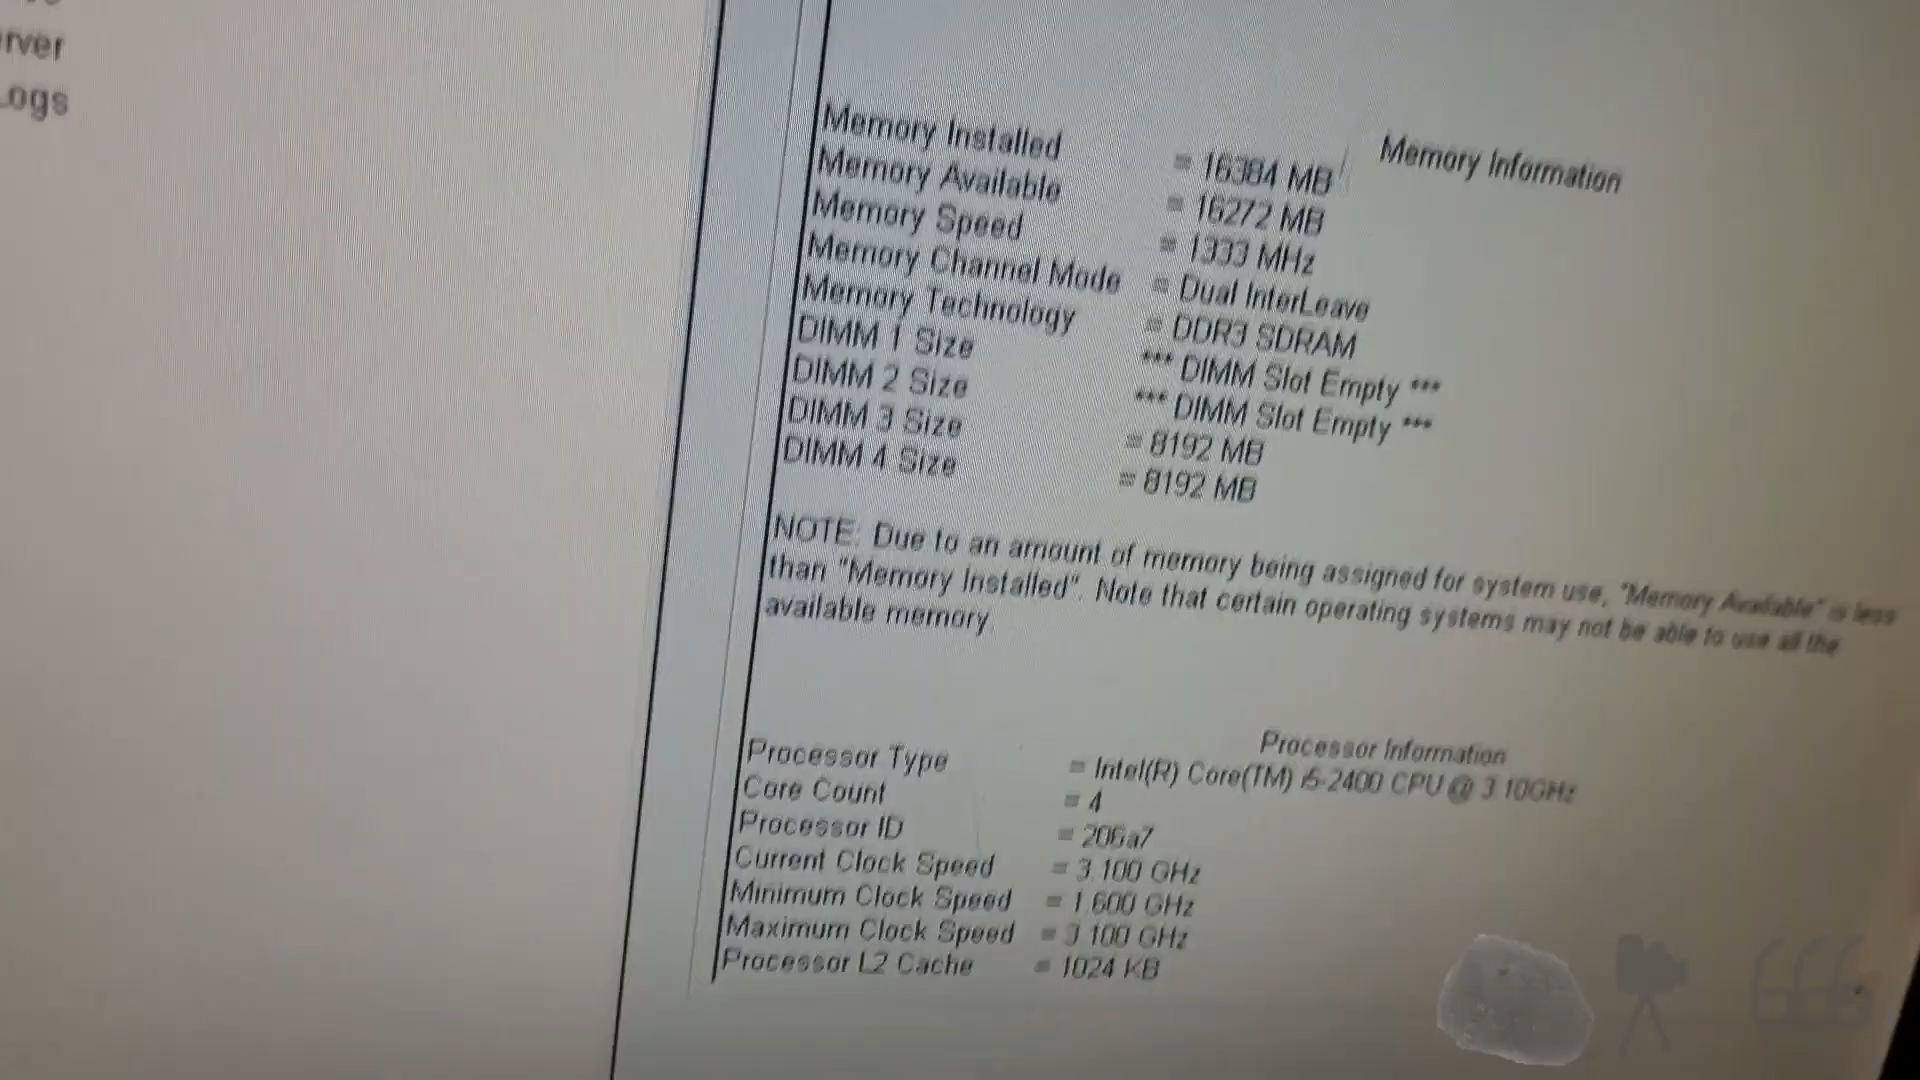 rver
Logs
Memory Information
Memory Installed = 16384 MB
Memory Available = 16272 MB
Memory Speed = 1333 MHz
Memory Channel Mode = Dual InterLeave
Memory Technology = DDR3 SDRAM
DIMM 1 Size *** DIMM Slot Empty ***
DIMM 2 Size *** DIMM Slot Empty ***
DIMM 3 Size = 8192 MB
DIMM 4 Size = 8192 MB
NOTE: Due to an amount of memory being assigned for system use, "Memory Available" is less
than "Memory Installed". Note that certain operating systems may not be able to use all the
available memory.
Processor Information
Processor Type = Intel(R) Core(TM) i5-2400 CPU @ 3.10GHz
Core Count = 4
Processor ID = 206a7
Current Clock Speed = 3.100 GHz
Minimum Clock Speed = 1.600 GHz
Maximum Clock Speed = 3.100 GHz
Processor L2 Cache = 1024 KB